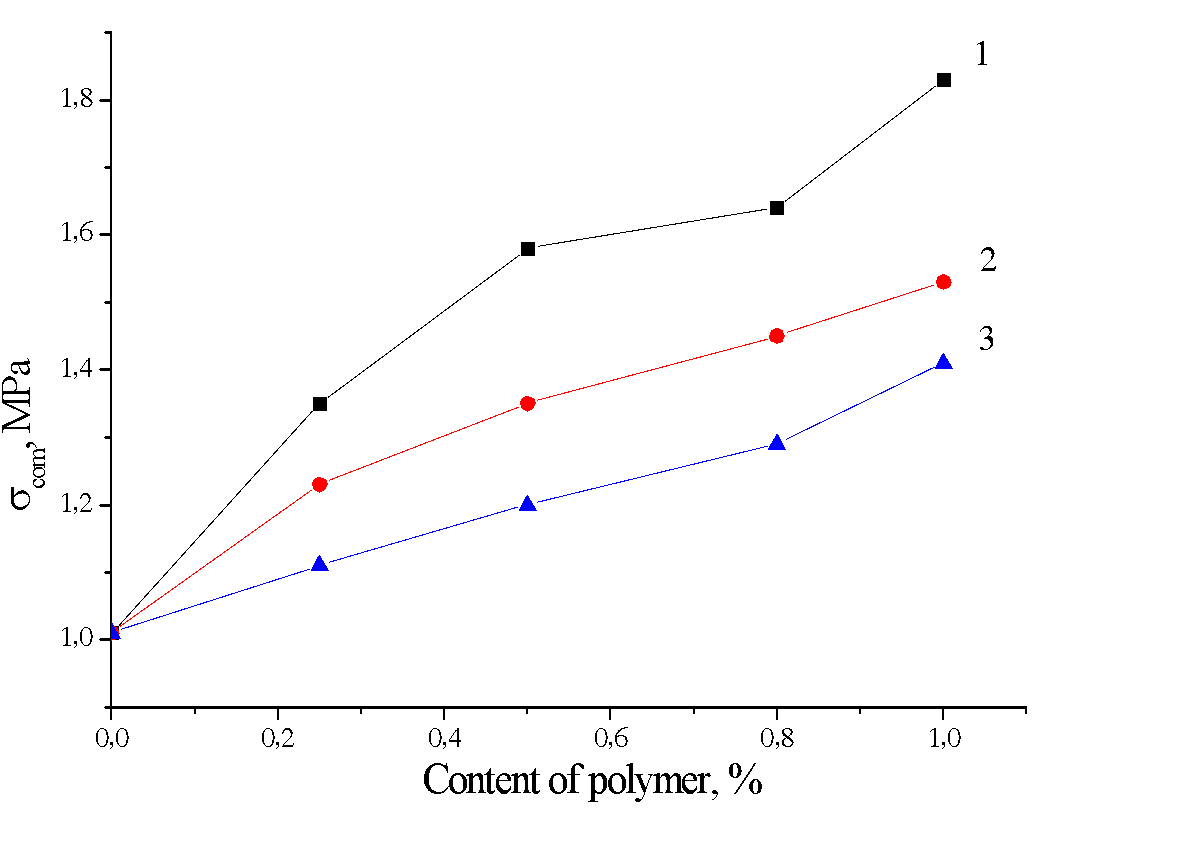 1
1,8
1,6
2
3
1,4
σcom, MPa
1,2
1,0
0,0 0,2 0,4 0,6 0,8 1,0
Content of polymer, %